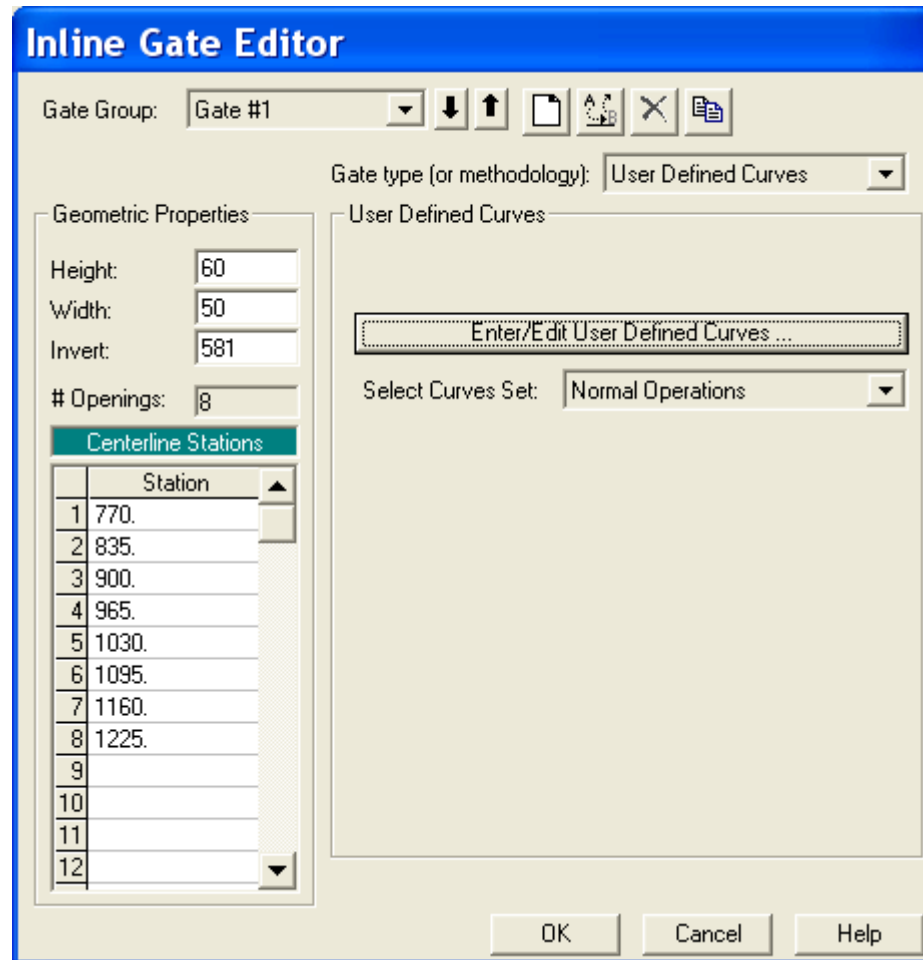 Inline Gate Editor
Gate Group: Gate #1
Gate type (or methodology): User Defined Curves
Geometric Properties
Height: 60
Width: 50
Invert: 581
# Openings: 8
Centerline Stations
Station
1 770.
2 835.
3 900.
4 965.
5 1030.
6 1095.
7 1160.
8 1225.
9
10
11
12
User Defined Curves
Enter/Edit User Defined Curves ...
Select Curves Set: Normal Operations
OK Cancel Help